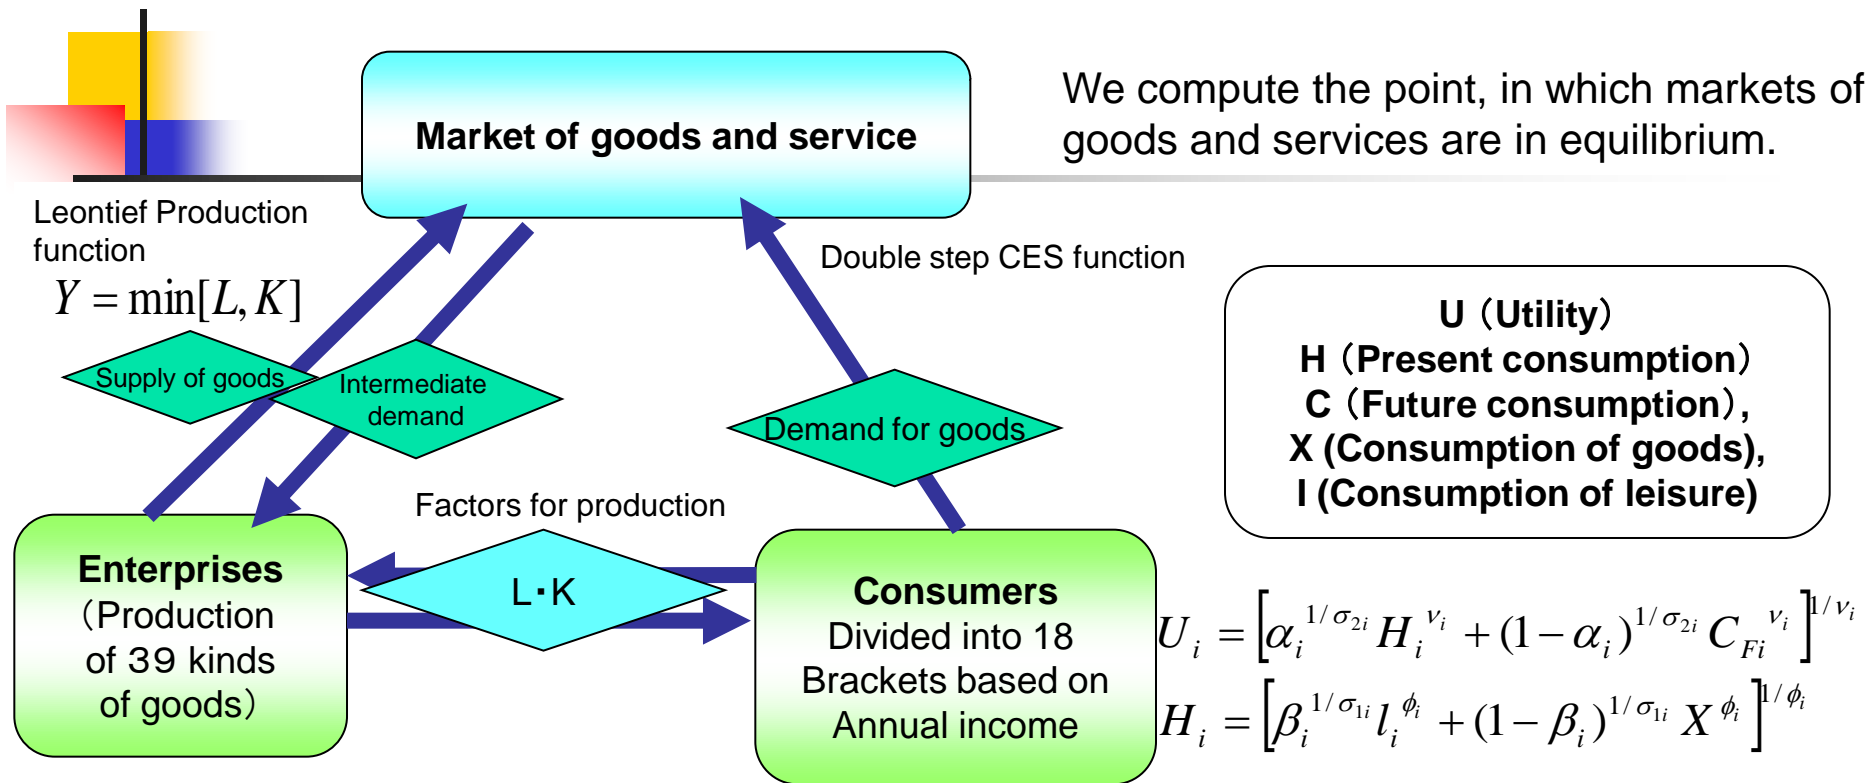 Market of goods and service
We compute the point, in which markets of
goods and services are in equilibrium.
Leontief Production
function
Y = min[L, K]
Double step CES function
Supply of goods
Intermediate
demand
Demand for goods
U（Utility）
H（Present consumption）
C（Future consumption）,
X (Consumption of goods),
I (Consumption of leisure)
Factors for production
L・K
Enterprises
（Production
of 39 kinds
of goods）
Consumers
Divided into 18
Brackets based on
Annual income
U_i = [α_i^{1/σ_{2i}} H_i^{ν_i} + (1-α_i)^{1/σ_{2i}} C_{Fi}^{ν_i}]^{1/ν_i}
H_i = [β_i^{1/σ_{1i}} l_i^{ϕ_i} + (1-β_i)^{1/σ_{1i}} X^{ϕ_i}]^{1/ϕ_i}